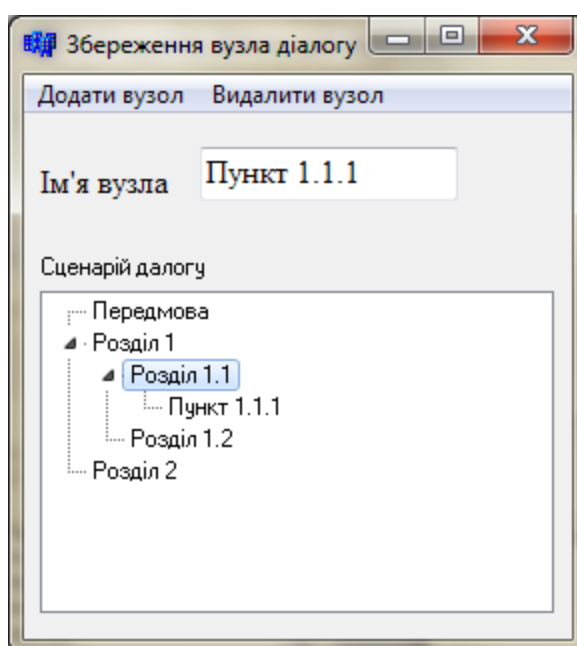 Збереження вузла діалогу
Додати вузол Видалити вузол
Ім'я вузла Пункт 1.1.1
Сценарій далогу
Передмова
Розділ 1
Розділ 1.1
Пункт 1.1.1
Розділ 1.2
Розділ 2